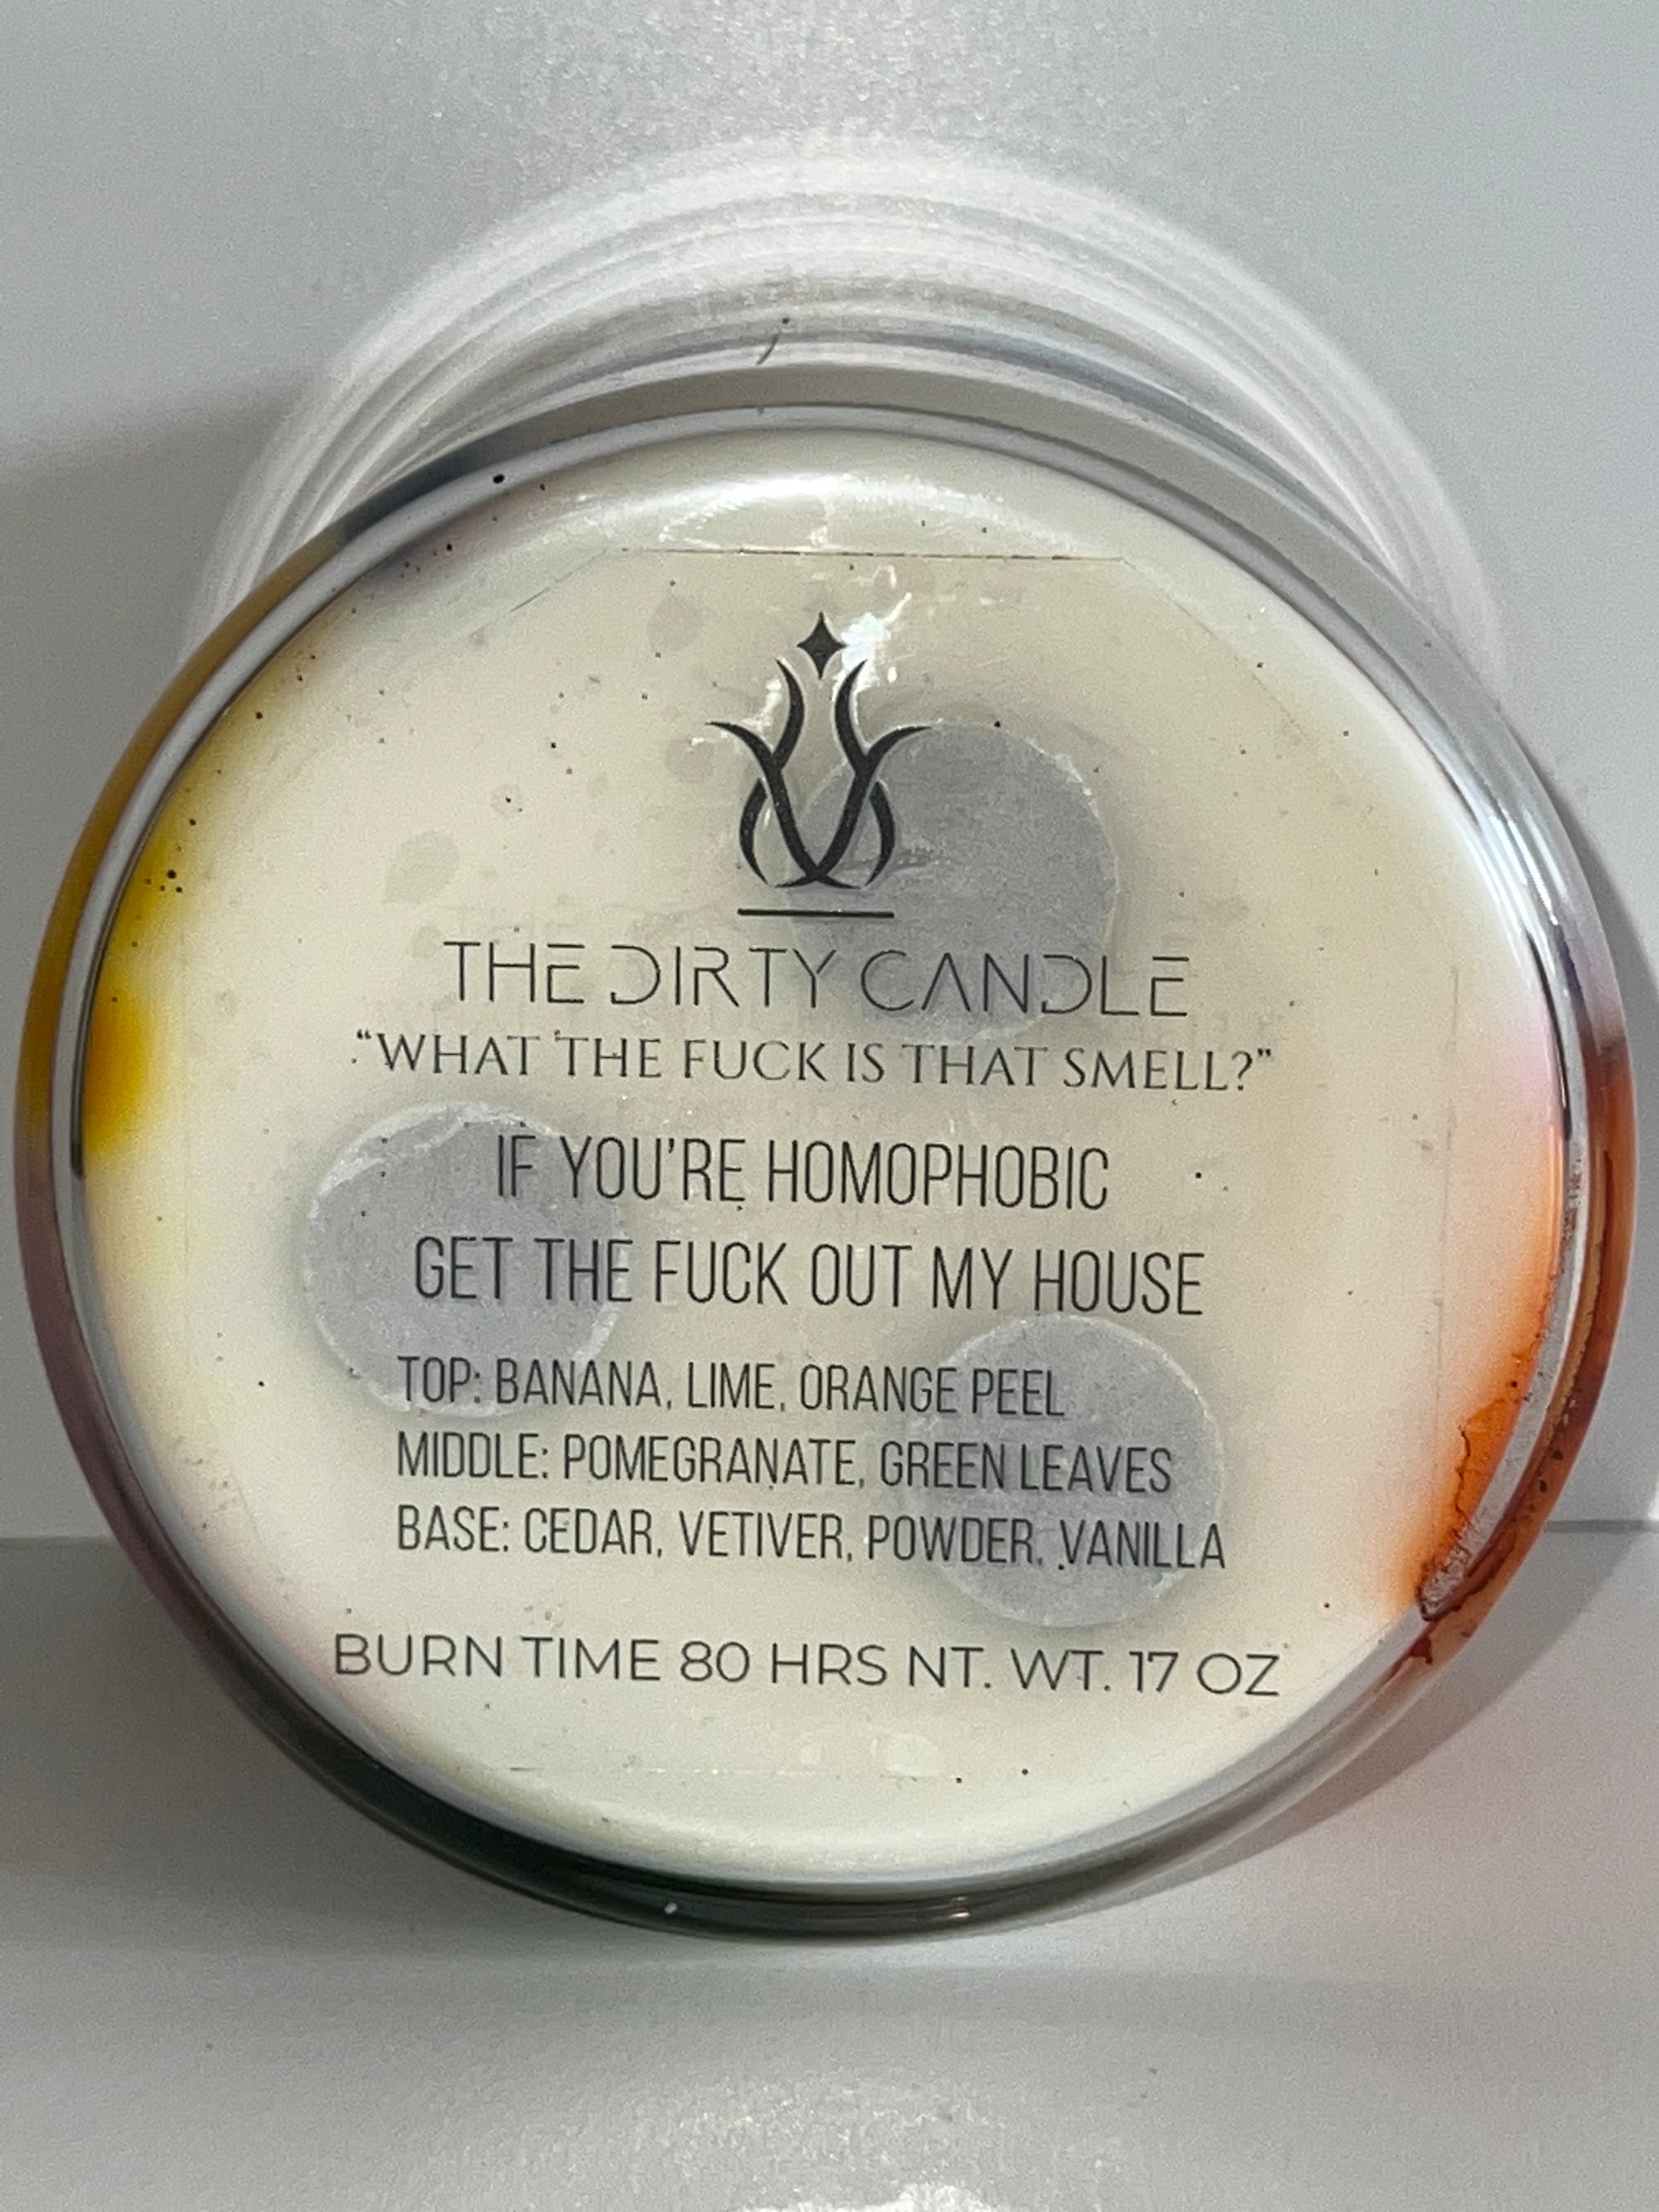 THE DIRTY CANDLE
“WHAT THE FUCK IS THAT SMELL?”
IF YOU'RE HOMOPHOBIC
GET THE FUCK OUT MY HOUSE
TOP: BANANA, LIME, ORANGE PEEL
MIDDLE: POMEGRANATE, GREEN LEAVES
BASE: CEDAR, VETIVER, POWDER, VANILLA
BURN TIME 80 HRS NT. WT. 17 OZ